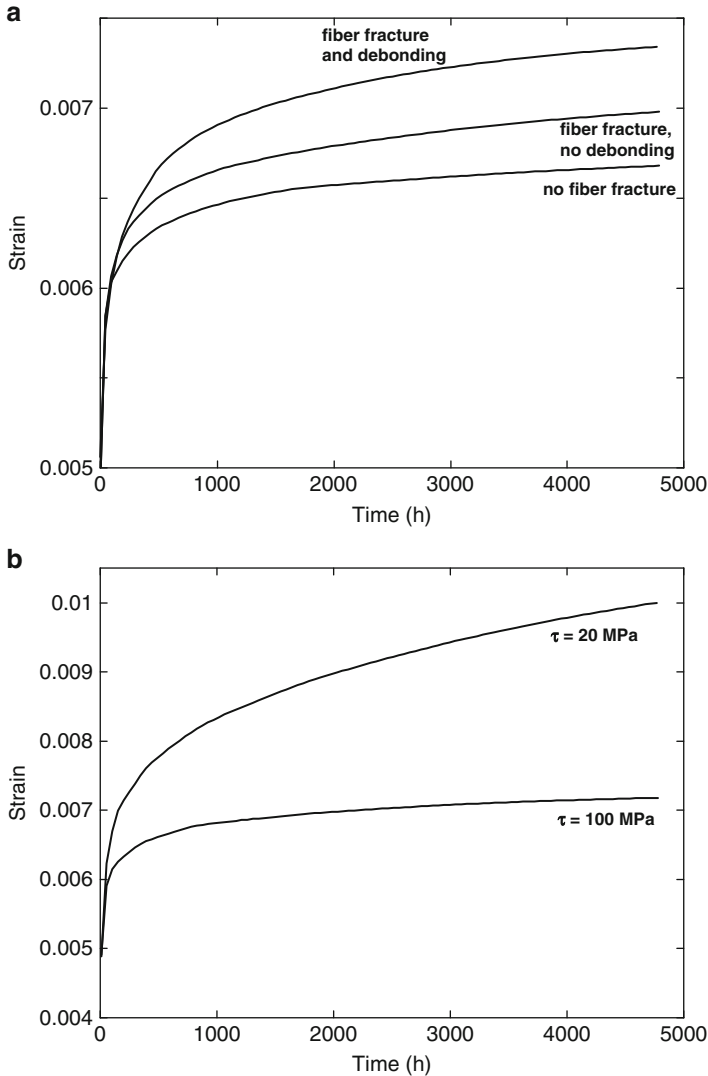 a
fiber fracture
and debonding
0.007
fiber fracture,
no debonding
no fiber fracture
Strain
0.006
0.005
0 1000 2000 3000 4000 5000
Time (h)
b
0.01
τ = 20 MPa
0.009
0.008
Strain
0.007
τ = 100 MPa
0.006
0.005
0.004
0 1000 2000 3000 4000 5000
Time (h)